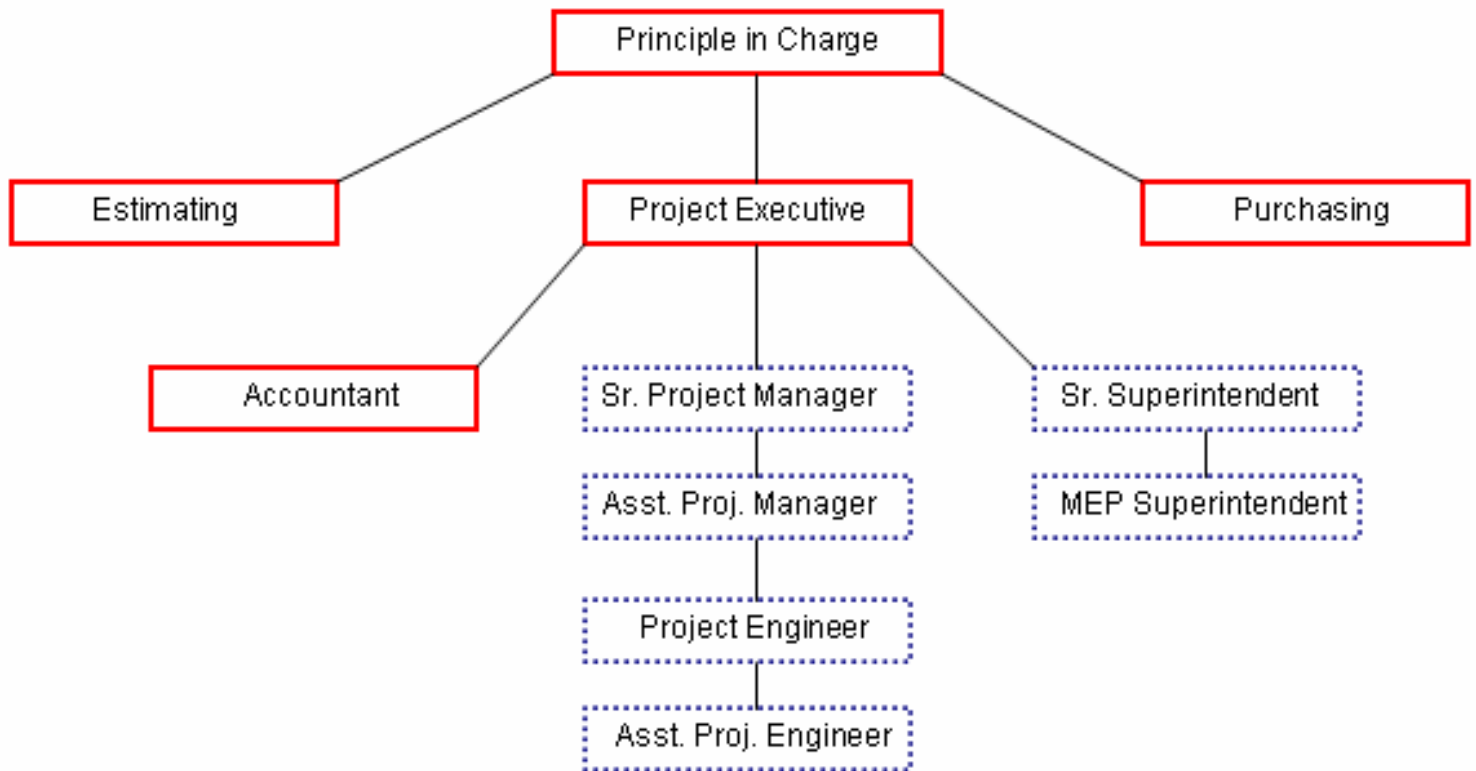 Principle in Charge
Estimating
Project Executive
Purchasing
Accountant
Sr. Project Manager
Sr. Superintendent
Asst. Proj. Manager
MEP Superintendent
Project Engineer
Asst. Proj. Engineer